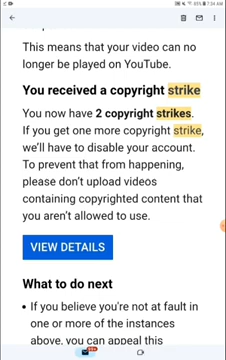 7:34 AM
This means that your video can no
longer be played on YouTube.
You received a copyright strike
You now have 2 copyright strikes.
If you get one more copyright strike,
we'll have to disable your account.
To prevent that from happening,
please don't upload videos
containing copyrighted content that
you aren't allowed to use.
VIEW DETAILS
What to do next
• If you believe you're not at fault in
one or more of the instances
above, you can appeal this